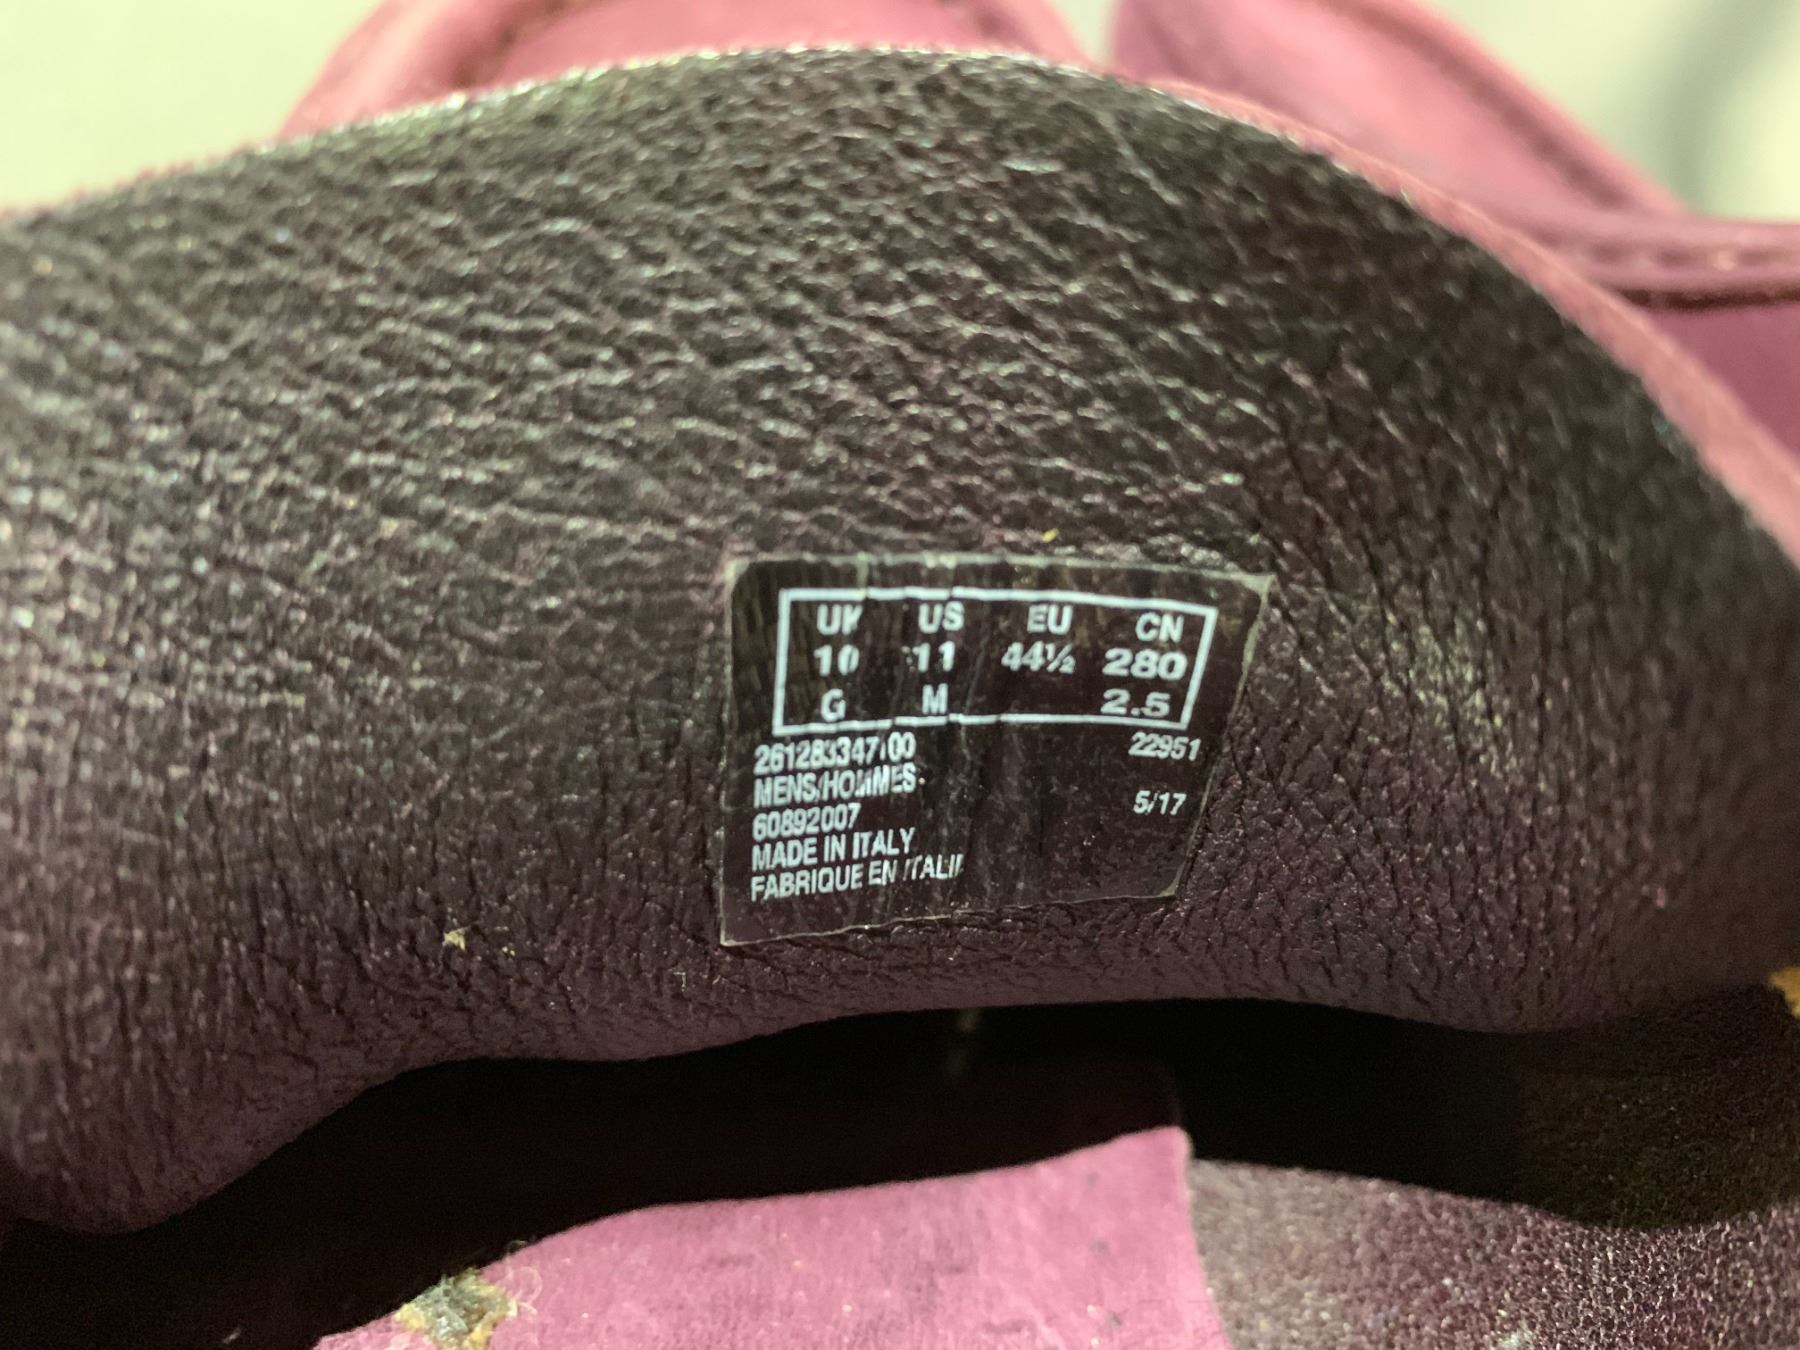 UK US EU CN
10 11 44½ 280
G M 2.5
22951
MENS/HOMMES
60892007 5/17
MADE IN ITALY
FABRIQUE EN ITALIE